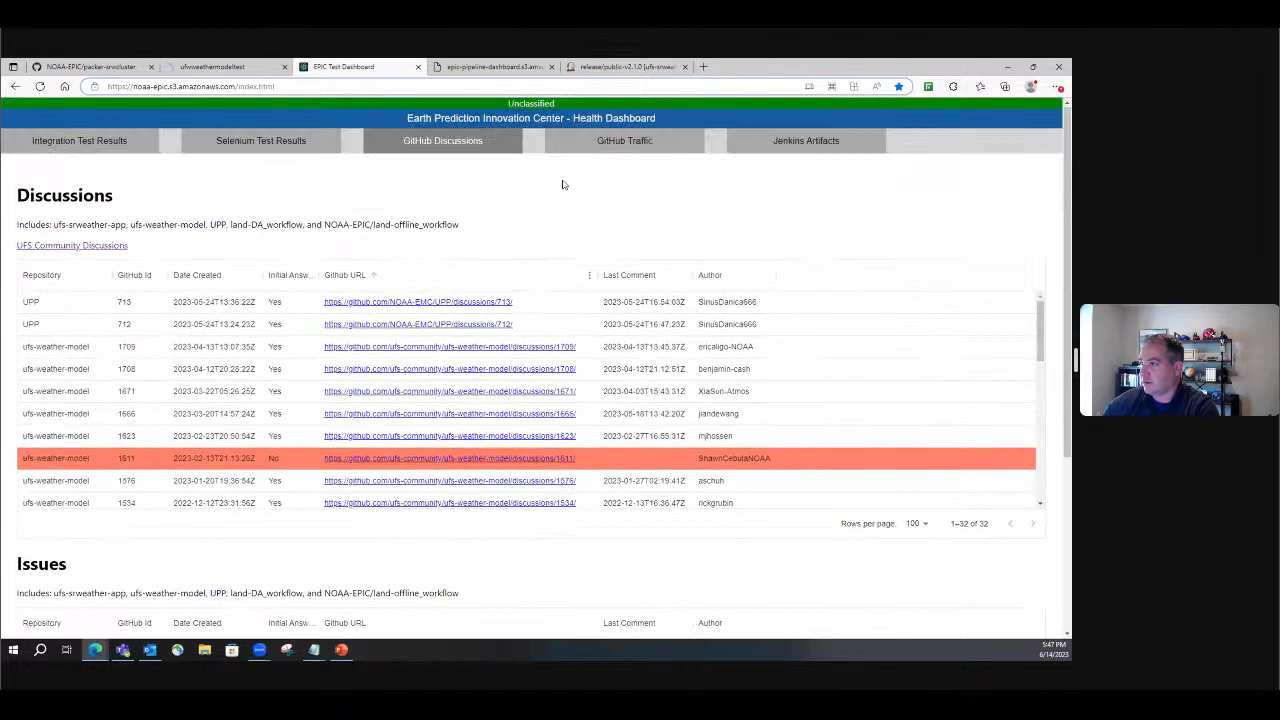 NOAA-EPIC/packer-srwcluster
ufwweathermodeltest
EPIC Test Dashboard
epic-pipeline-dashboard.s3.ama
release/public-v2.1.0 [ufs-srwea
https://noaa-epic.s3.amazonaws.com/index.html
Unclassified
Earth Prediction Innovation Center - Health Dashboard
Integration Test Results Selenium Test Results GitHub Discussions GitHub Traffic Jenkins Artifacts
Discussions
Includes: ufs-srweather-app, ufs-weather-model, UPP, land-DA_workflow, and NOAA-EPIC/land-offline_workflow
UFS Community Discussions
Repository GitHub Id Date Created Initial Answ... Github URL Last Comment Author
UPP 713 2023-05-24T13:36:22Z Yes https://github.com/NOAA-EMC/UPP/discussions/713/ 2023-05-24T16:54:03Z SiriusDanica666
UPP 712 2023-05-24T13:24:23Z Yes https://github.com/NOAA-EMC/UPP/discussions/712/ 2023-05-24T16:47:23Z SiriusDanica666
ufs-weather-model 1709 2023-04-13T13:07:35Z Yes https://github.com/ufs-community/ufs-weather-model/discussions/1709/ 2023-04-13T13:45:37Z ericaligo-NOAA
ufs-weather-model 1708 2023-04-12T20:28:22Z Yes https://github.com/ufs-community/ufs-weather-model/discussions/1708/ 2023-04-12T21:12:51Z benjamin-cash
ufs-weather-model 1671 2023-03-22T05:26:25Z Yes https://github.com/ufs-community/ufs-weather-model/discussions/1671/ 2023-04-03T15:43:31Z XiaSun-Atmos
ufs-weather-model 1666 2023-03-20T14:57:24Z Yes https://github.com/ufs-community/ufs-weather-model/discussions/1666/ 2023-05-18T13:42:20Z jiandewang
ufs-weather-model 1623 2023-02-23T20:50:54Z Yes https://github.com/ufs-community/ufs-weather-model/discussions/1623/ 2023-02-27T16:55:31Z mjhossen
ufs-weather-model 1611 2023-02-13T21:13:26Z No https://github.com/ufs-community/ufs-weather-model/discussions/1611/ ShawnCebulaNOAA
ufs-weather-model 1576 2023-01-20T19:36:54Z Yes https://github.com/ufs-community/ufs-weather-model/discussions/1576/ 2023-01-27T02:19:41Z aschuh
ufs-weather-model 1534 2022-12-12T23:31:56Z Yes https://github.com/ufs-community/ufs-weather-model/discussions/1534/ 2022-12-13T16:36:47Z rickgrubin
Rows per page: 100 1–32 of 32
Issues
Includes: ufs-srweather-app, ufs-weather-model, UPP, land-DA_workflow, and NOAA-EPIC/land-offline_workflow
Repository GitHub Id Date Created Initial Answ... Github URL Last Comment Author
5:47 PM
6/14/2023